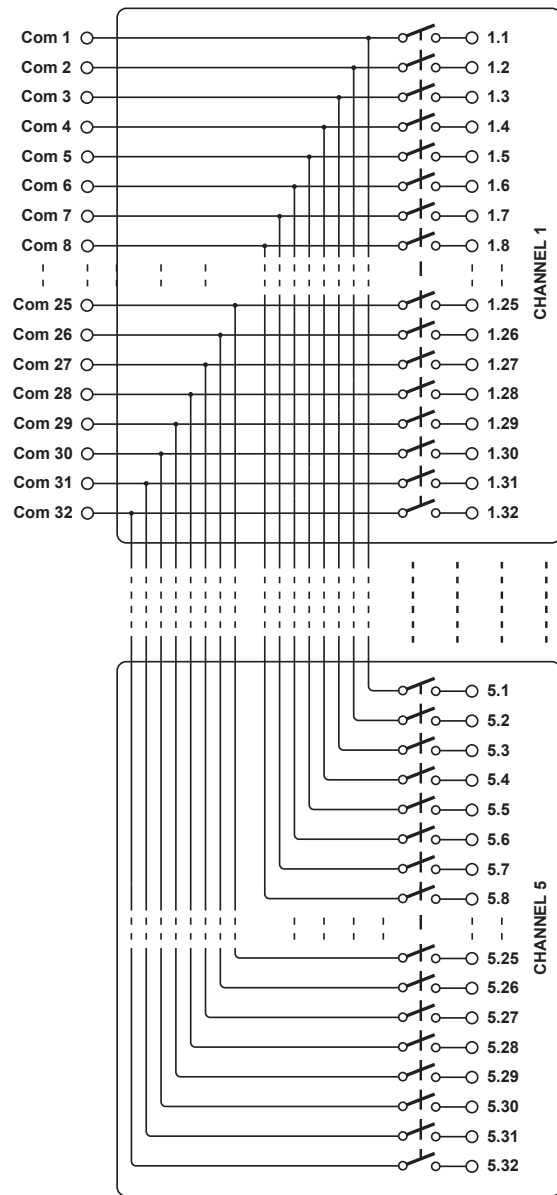 Com 1 1.1
Com 2 1.2
Com 3 1.3
Com 4 1.4
Com 5 1.5
Com 6 1.6
Com 7 1.7
Com 8 1.8
CHANNEL 1
Com 25 1.25
Com 26 1.26
Com 27 1.27
Com 28 1.28
Com 29 1.29
Com 30 1.30
Com 31 1.31
Com 32 1.32
5.1
5.2
5.3
5.4
5.5
5.6
5.7
5.8
CHANNEL 5
5.25
5.26
5.27
5.28
5.29
5.30
5.31
5.32